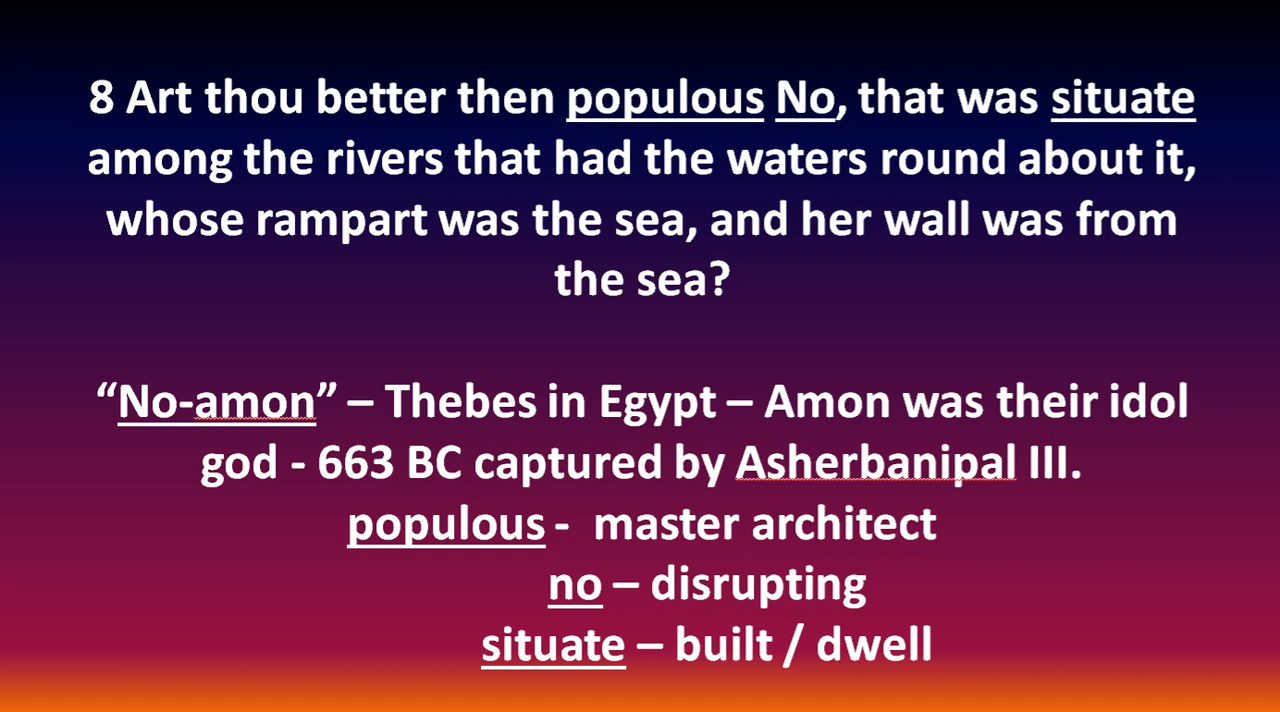 8 Art thou better then populous No, that was situate
among the rivers that had the waters round about it,
whose rampart was the sea, and her wall was from
the sea?
“No-amon” – Thebes in Egypt – Amon was their idol
god - 663 BC captured by Asherbanipal III.
populous - master architect
no – disrupting
situate – built / dwell